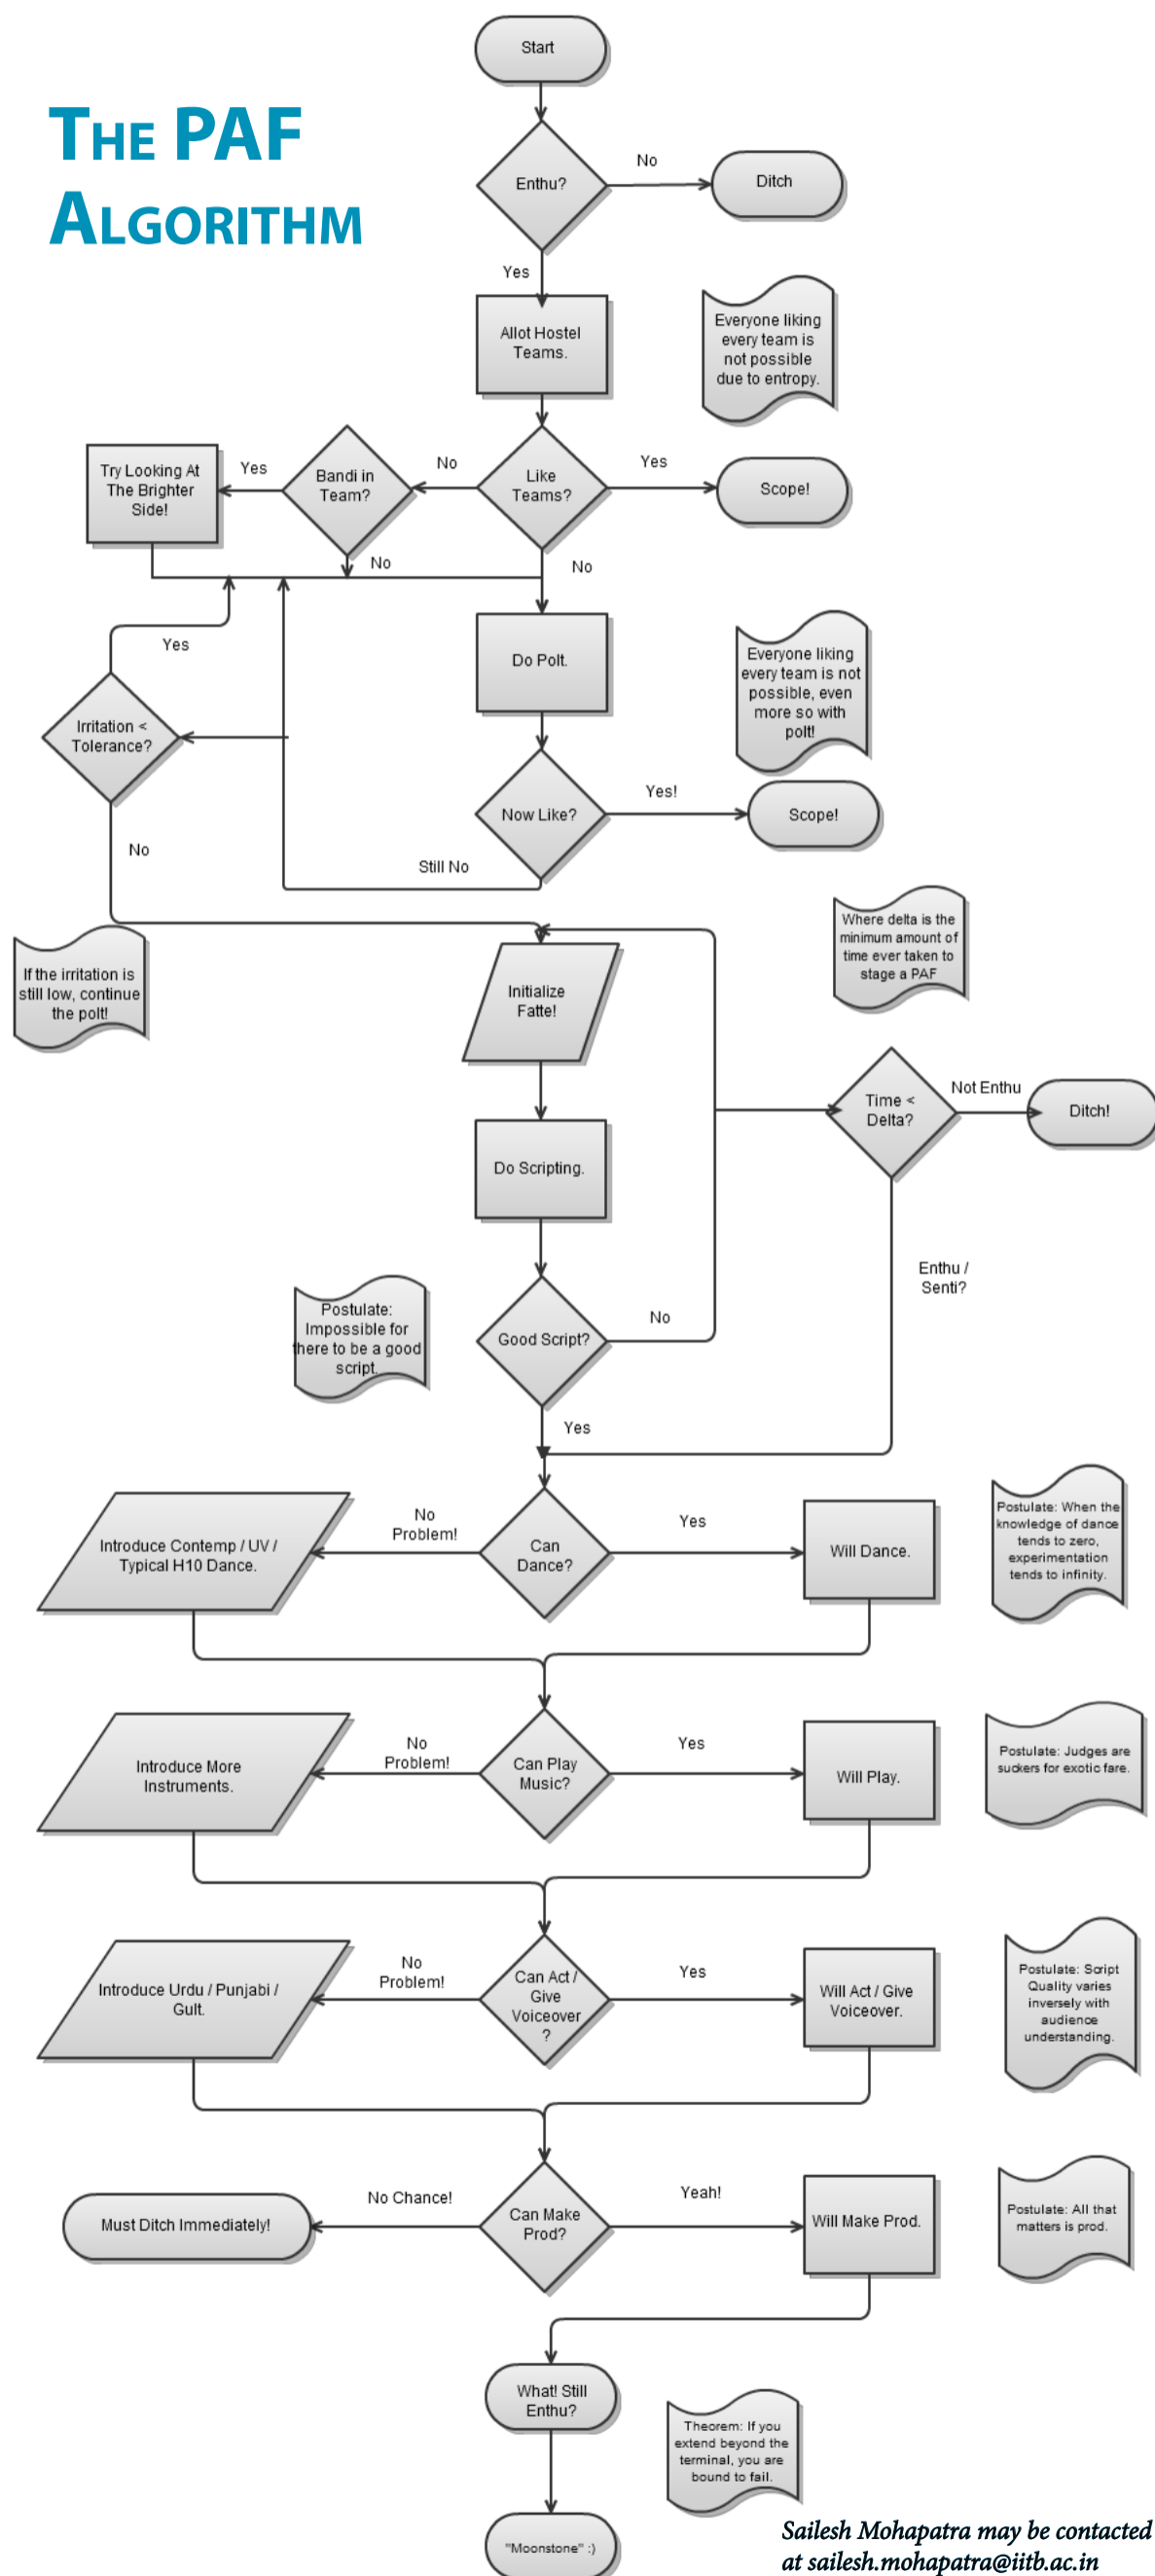 THE PAF
ALGORITHM
Start
Enthu?
No
Ditch
Yes
Allot Hostel
Teams.
Everyone liking
every team is
not possible
due to entropy.
Try Looking At
The Brighter
Side!
Yes
Bandi in
Team?
No
Like
Teams?
Yes
Scope!
No
No
Yes
Do Polt.
Everyone liking
every team is not
possible, even
more so with
polt!
Irritation <
Tolerance?
Now Like?
Yes!
Scope!
No
Still No
Where delta is the
minimum amount of
time ever taken to
stage a PAF
If the irritation is
still low, continue
the polt!
Initialize
Fatte!
Time <
Delta?
Not Enthu
Ditch!
Do Scripting.
Enthu /
Senti?
Postulate:
Impossible for
there to be a good
script.
Good Script?
No
Yes
Introduce Contemp / UV /
Typical H10 Dance.
No
Problem!
Can
Dance?
Yes
Will Dance.
Postulate: When the
knowledge of dance
tends to zero,
experimentation
tends to infinity.
Introduce More
Instruments.
No
Problem!
Can Play
Music?
Yes
Will Play.
Postulate: Judges are
suckers for exotic fare.
Introduce Urdu / Punjabi /
Gult.
No
Problem!
Can Act /
Give
Voiceover
?
Yes
Will Act / Give
Voiceover.
Postulate: Script
Quality varies
inversely with
audience
understanding.
Must Ditch Immediately!
No Chance!
Can Make
Prod?
Yeah!
Will Make Prod.
Postulate: All that
matters is prod.
What! Still
Enthu?
Theorem: If you
extend beyond the
terminal, you are
bound to fail.
"Moonstone" :)
Sailesh Mohapatra may be contacted
at sailesh.mohapatra@iitb.ac.in